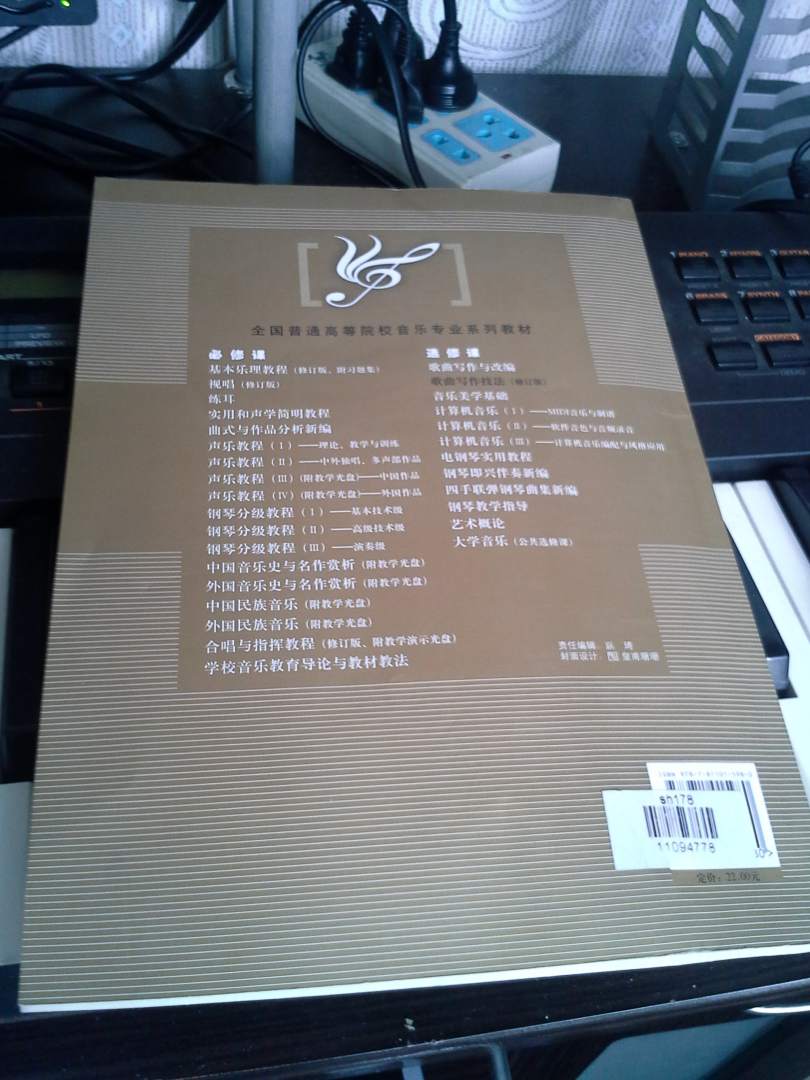 全国普通高等院校音乐专业系列教材
必修课
基本乐理教程（修订版、附习题集）
视唱（修订版）
练耳
实用和声学简明教程
曲式与作品分析新编
声乐教程（Ⅰ）——理论、教学与训练
声乐教程（Ⅱ）——中外独唱、多声部作品
声乐教程（Ⅲ）（附教学光盘）——中国作品
声乐教程（Ⅳ）（附教学光盘）——外国作品
钢琴分级教程（Ⅰ）——基本技术级
钢琴分级教程（Ⅱ）——高级技术级
钢琴分级教程（Ⅲ）——演奏级
中国音乐史与名作赏析（附教学光盘）
外国音乐史与名作赏析（附教学光盘）
中国民族音乐（附教学光盘）
外国民族音乐（附教学光盘）
合唱与指挥教程（修订版、附教学演示光盘）
学校音乐教育导论与教材教法
选修课
歌曲写作与改编
歌曲写作技法（修订版）
音乐美学基础
计算机音乐（Ⅰ）——MIDI音乐与制谱
计算机音乐（Ⅱ）——软件音色与音频录音
计算机音乐（Ⅲ）——计算机音乐编配与风格应用
电钢琴实用教程
钢琴即兴伴奏新编
四手联弹钢琴曲集新编
钢琴教学指导
艺术概论
大学音乐（公共选修课）
责任编辑：
封面设计：
sh178
11094778
定价：22.00元